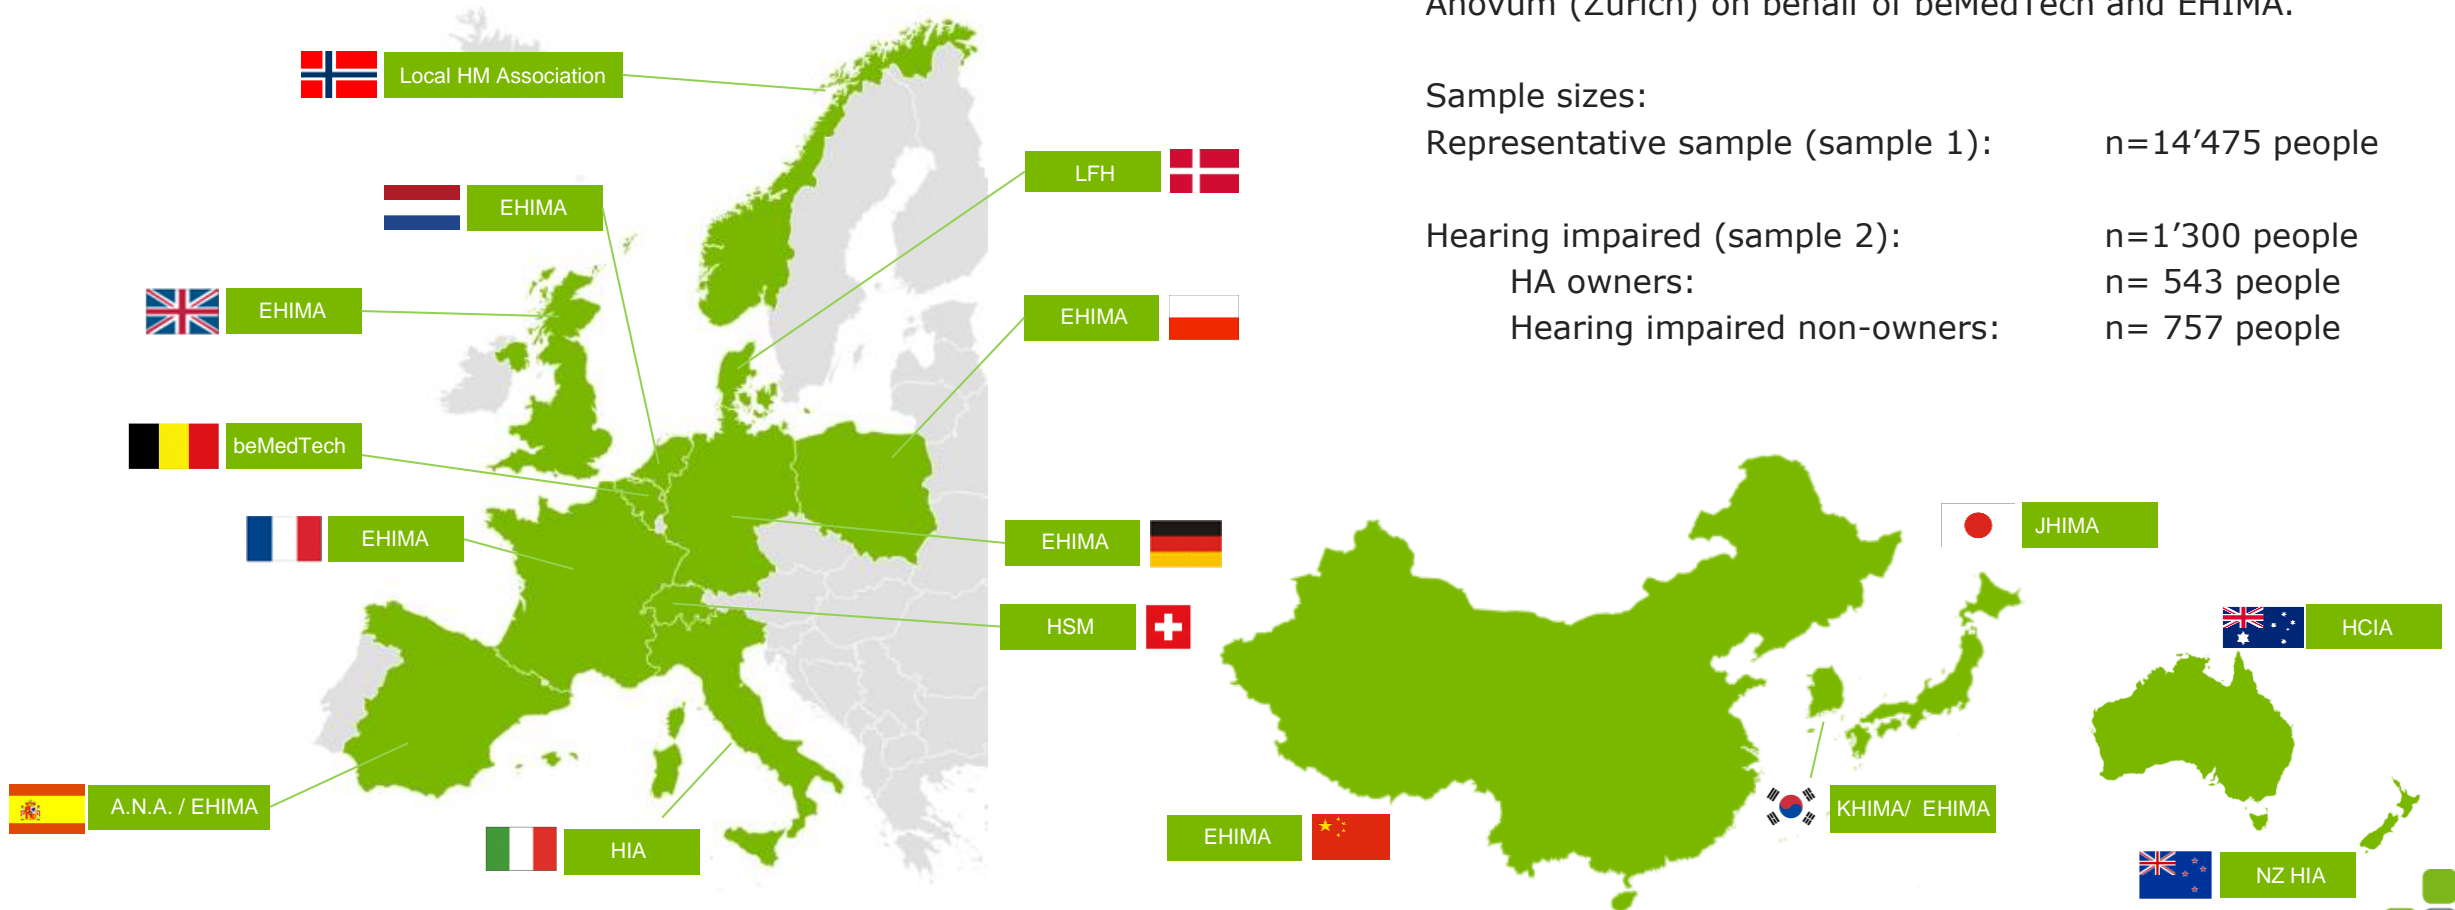 Anovum (Zurich) on behalf of beMedTech and EHIMA.
Sample sizes:
Representative sample (sample 1): n=14’475 people
Hearing impaired (sample 2): n=1’300 people
HA owners: n= 543 people
Hearing impaired non-owners: n= 757 people
Local HM Association
LFH
EHIMA
EHIMA
EHIMA
beMedTech
EHIMA
EHIMA
HSM
A.N.A. / EHIMA
HIA
JHIMA
HCIA
EHIMA
KHIMA/ EHIMA
NZ HIA